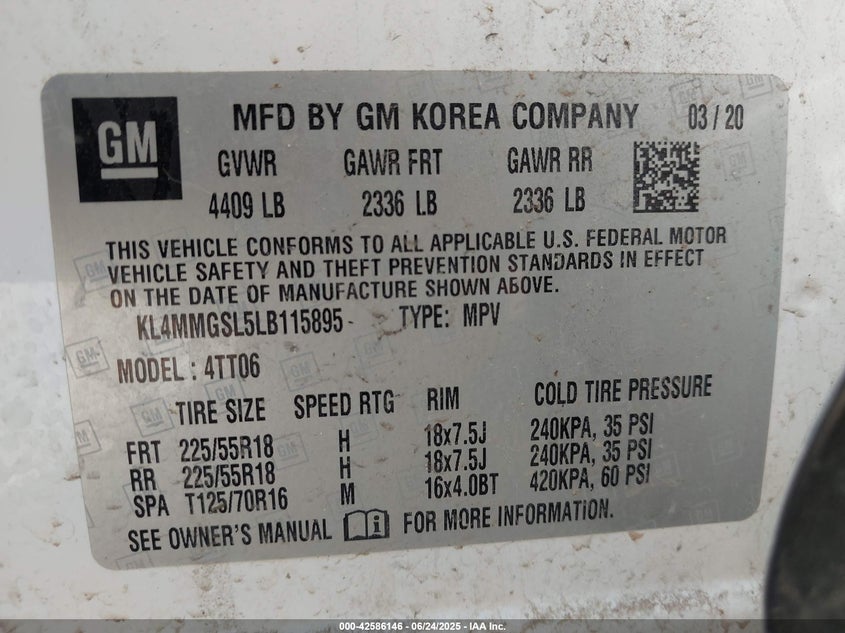 GM MFD BY GM KOREA COMPANY 03 / 20
GVWR GAWR FRT GAWR RR
4409 LB 2336 LB 2336 LB
THIS VEHICLE CONFORMS TO ALL APPLICABLE U.S. FEDERAL MOTOR
VEHICLE SAFETY AND THEFT PREVENTION STANDARDS IN EFFECT
ON THE DATE OF MANUFACTURE SHOWN ABOVE.
KL4MMGSL5LB115895 TYPE: MPV
MODEL : 4TT06
TIRE SIZE SPEED RTG RIM COLD TIRE PRESSURE
FRT 225/55R18 H 18x7.5J 240KPA, 35 PSI
RR 225/55R18 H 18x7.5J 240KPA, 35 PSI
SPA T125/70R16 M 16x4.0BT 420KPA, 60 PSI
SEE OWNER'S MANUAL FOR MORE INFORMATION.
000-42586146 - 06/24/2025 - IAA Inc.